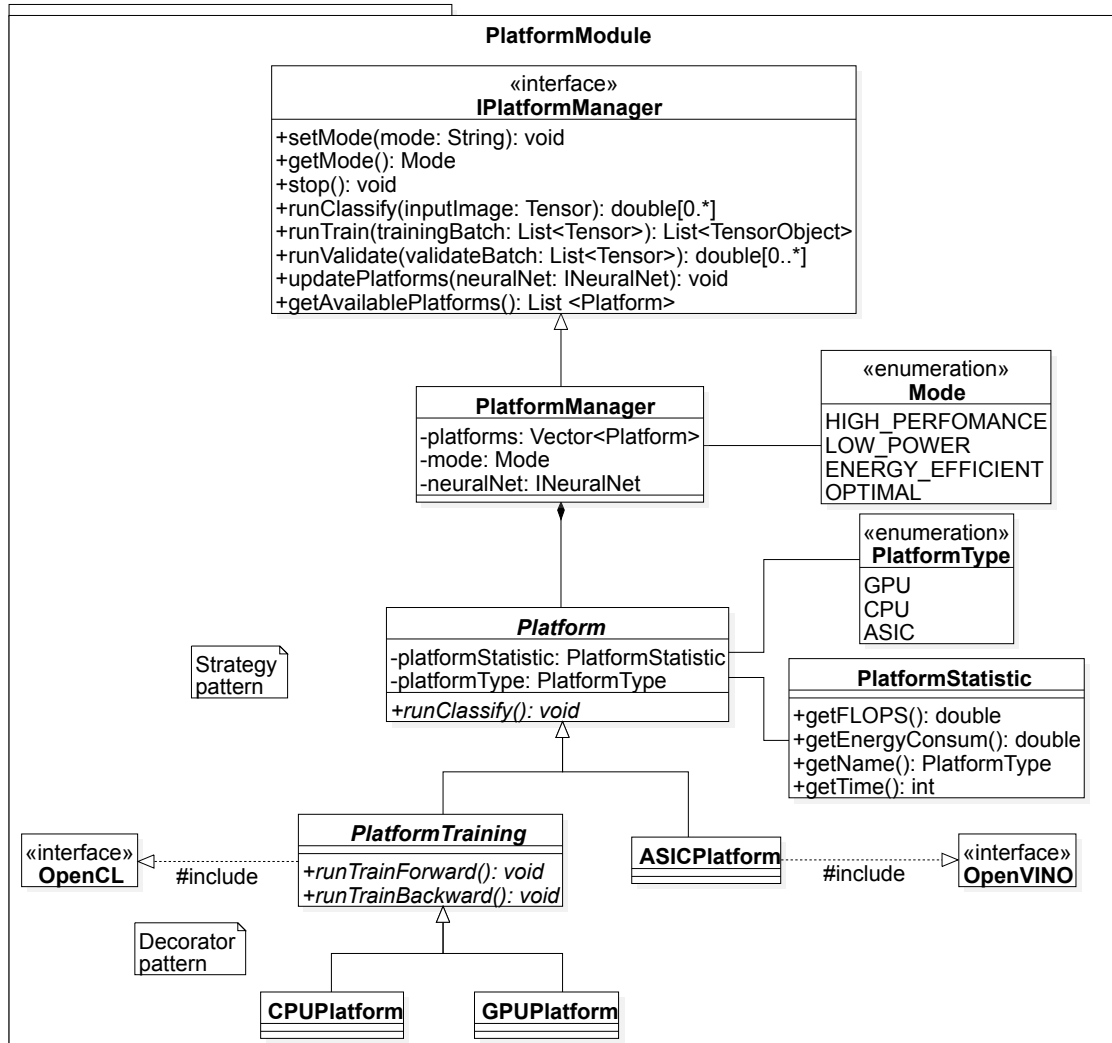 PlatformModule
«interface»
IPlatformManager
+setMode(mode: String): void
+getMode(): Mode
+stop(): void
+runClassify(inputImage: Tensor): double[0.*]
+runTrain(trainingBatch: List<Tensor>): List<TensorObject>
+runValidate(validateBatch: List<Tensor>): double[0..*]
+updatePlatforms(neuralNet: INeuralNet): void
+getAvailablePlatforms(): List <Platform>
PlatformManager
-platforms: Vector<Platform>
-mode: Mode
-neuralNet: INeuralNet
«enumeration»
Mode
HIGH_PERFOMANCE
LOW_POWER
ENERGY_EFFICIENT
OPTIMAL
«enumeration»
PlatformType
GPU
CPU
ASIC
Platform
-platformStatistic: PlatformStatistic
-platformType: PlatformType
+runClassify(): void
Strategy
pattern
PlatformStatistic
+getFLOPS(): double
+getEnergyConsum(): double
+getName(): PlatformType
+getTime(): int
«interface»
OpenCL
#include
PlatformTraining
+runTrainForward(): void
+runTrainBackward(): void
ASICPlatform
#include
«interface»
OpenVINO
Decorator
pattern
CPUPlatform
GPUPlatform